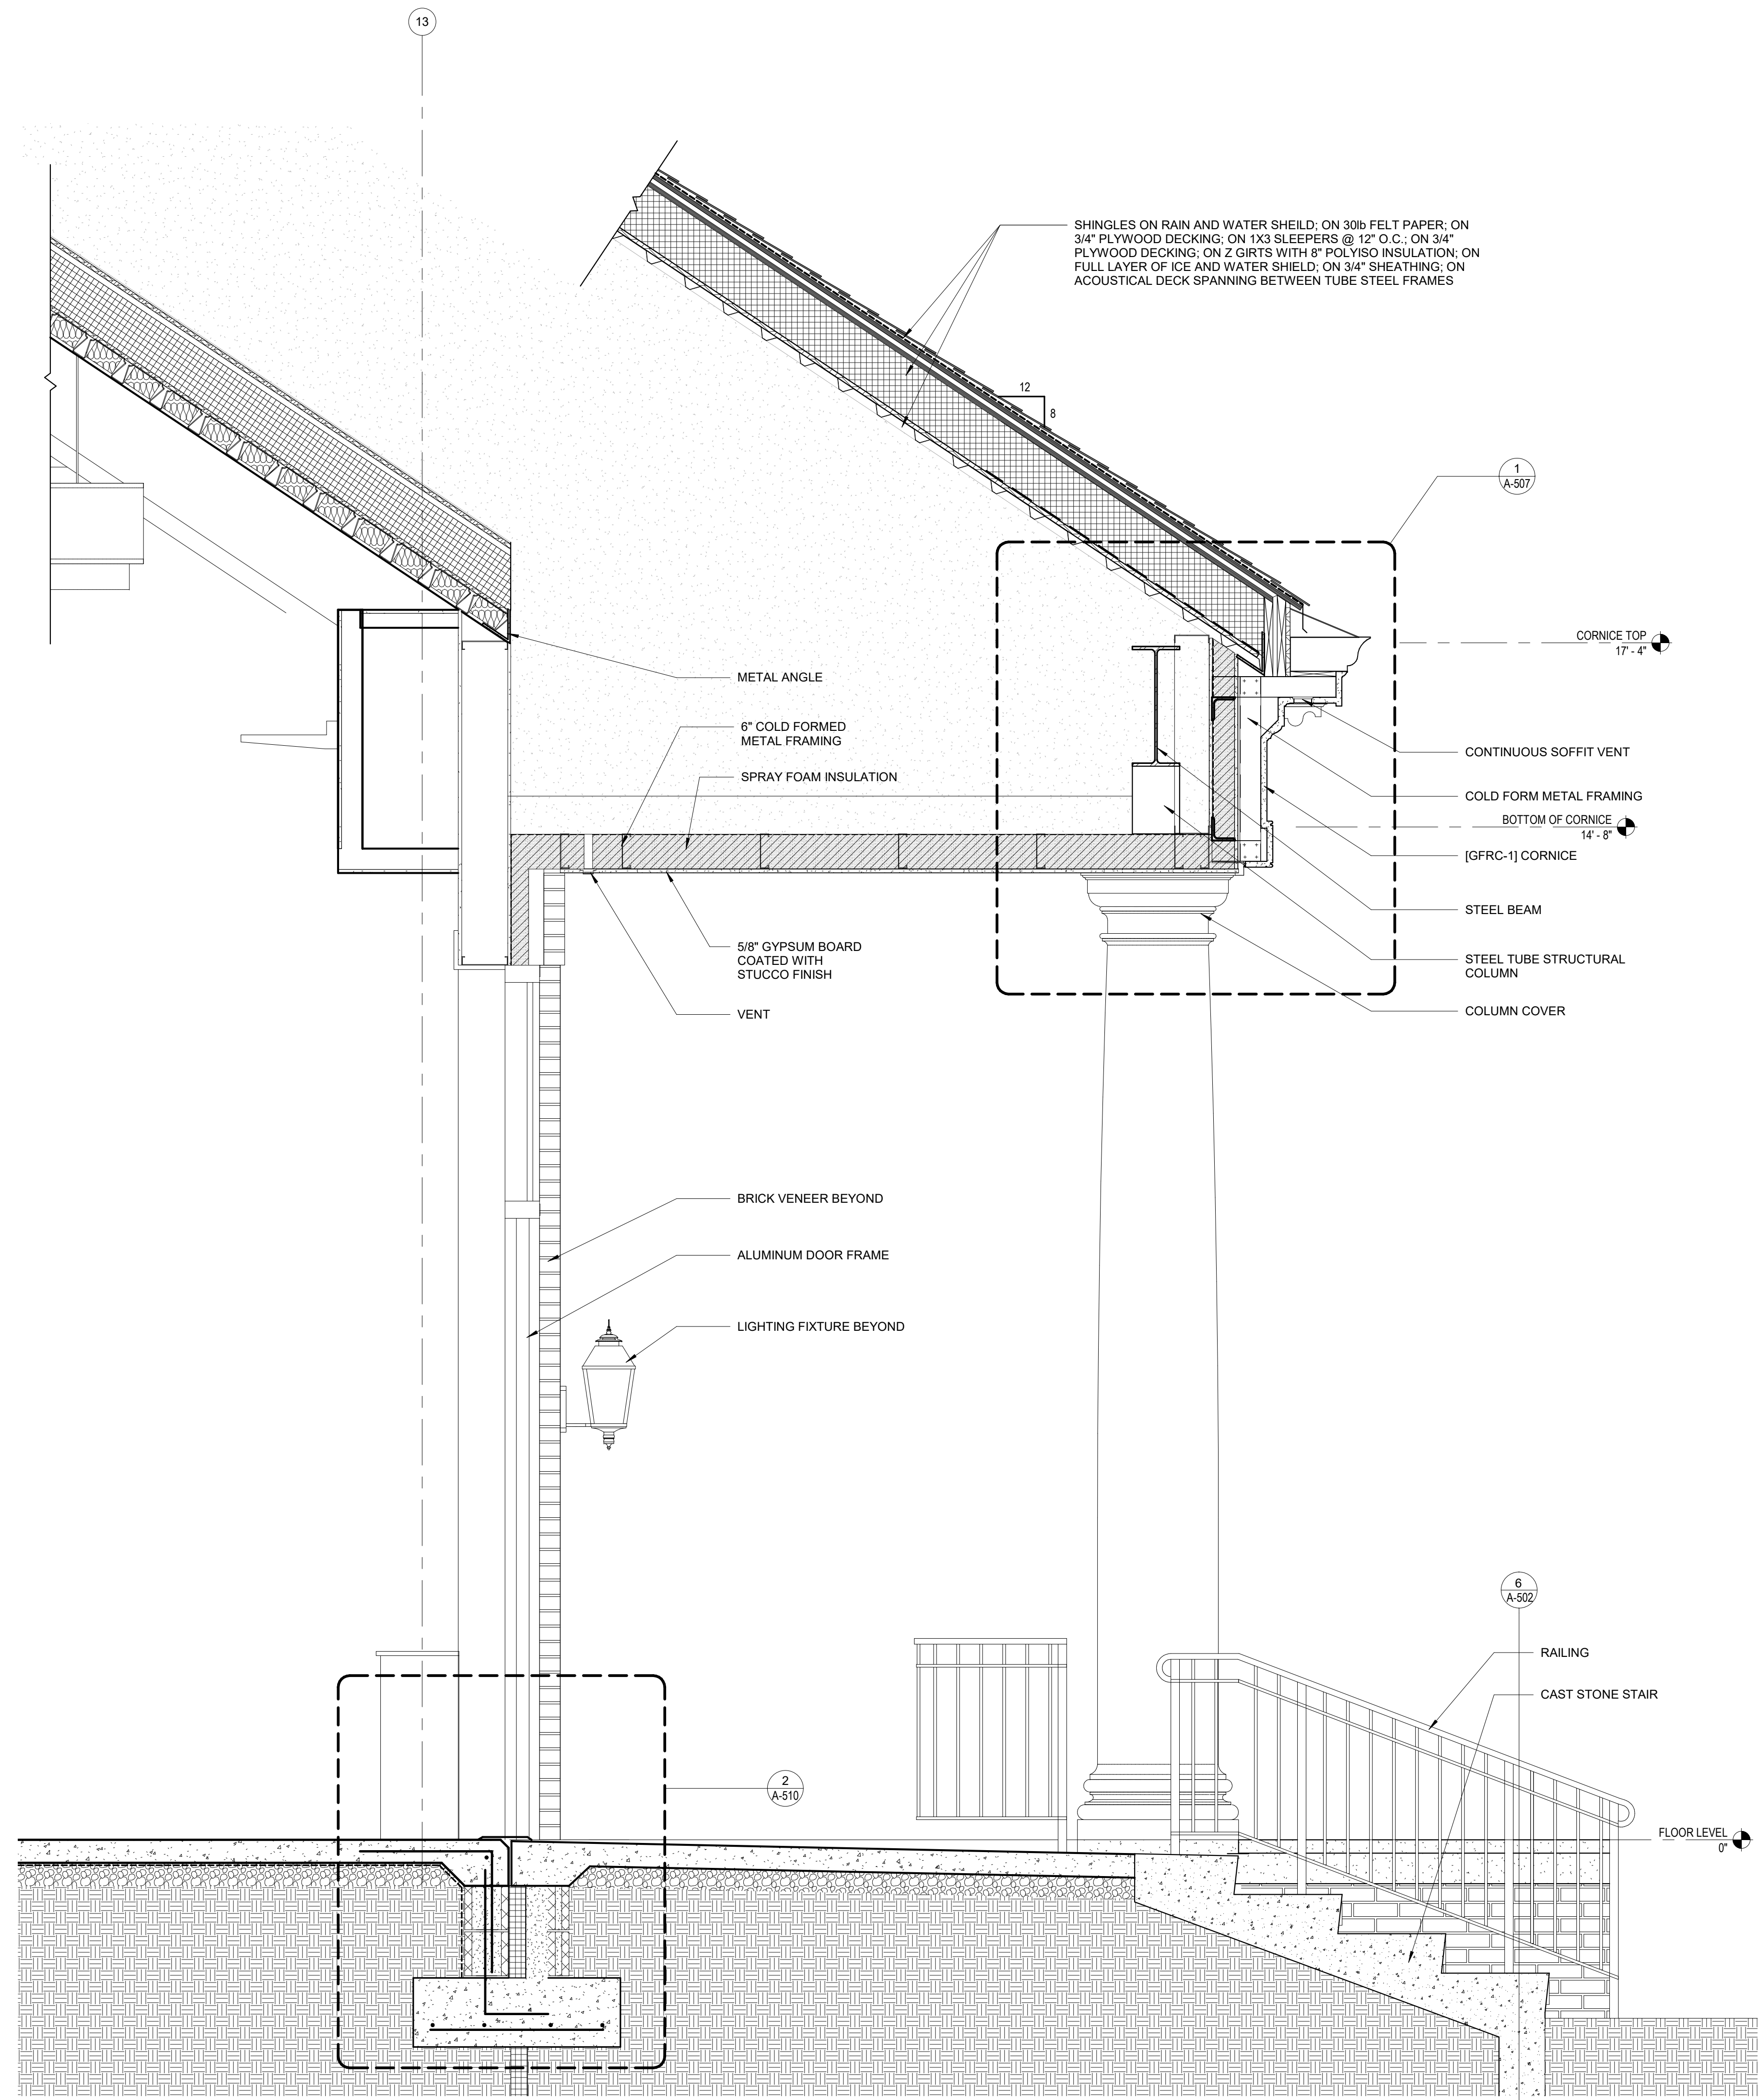 13
SHINGLES ON RAIN AND WATER SHEILD; ON 30lb FELT PAPER; ON
3/4" PLYWOOD DECKING; ON 1X3 SLEEPERS @ 12" O.C.; ON 3/4"
PLYWOOD DECKING; ON Z GIRTS WITH 8" POLYISO INSULATION; ON
FULL LAYER OF ICE AND WATER SHIELD; ON 3/4" SHEATHING; ON
ACOUSTICAL DECK SPANNING BETWEEN TUBE STEEL FRAMES
12
8
1
A-507
CORNICE TOP
17' - 4"
METAL ANGLE
6" COLD FORMED
METAL FRAMING
SPRAY FOAM INSULATION
CONTINUOUS SOFFIT VENT
COLD FORM METAL FRAMING
BOTTOM OF CORNICE
14' - 8"
[GFRC-1] CORNICE
STEEL BEAM
5/8" GYPSUM BOARD
COATED WITH
STUCCO FINISH
STEEL TUBE STRUCTURAL
COLUMN
VENT
COLUMN COVER
BRICK VENEER BEYOND
ALUMINUM DOOR FRAME
LIGHTING FIXTURE BEYOND
6
A-502
RAILING
CAST STONE STAIR
2
A-510
FLOOR LEVEL
0"